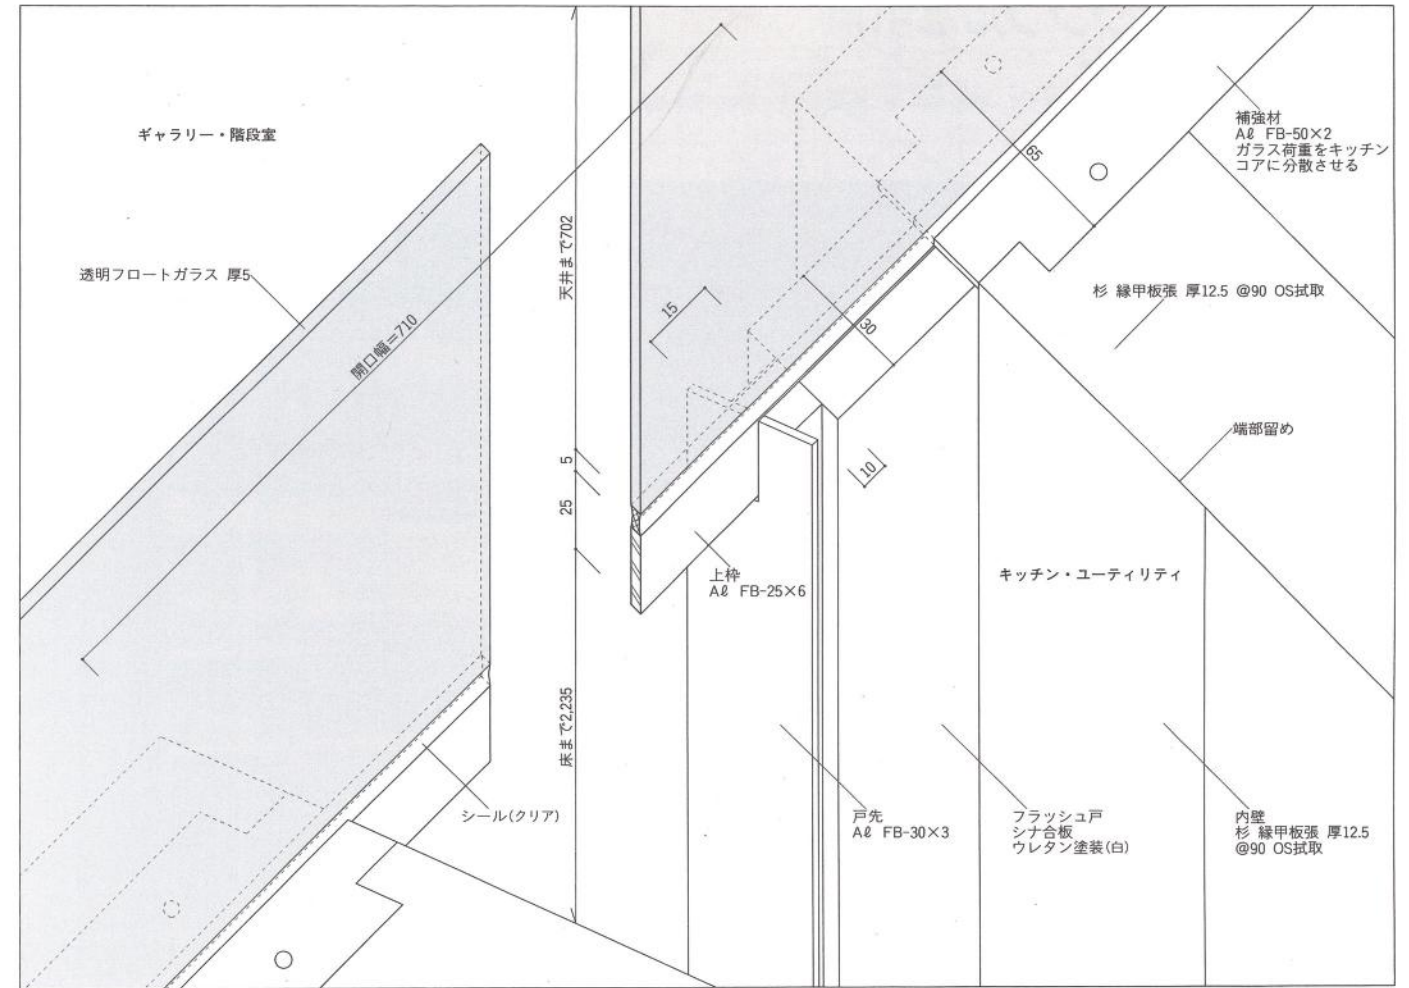 ギャラリー・階段室
透明フロートガラス 厚5
開口幅=710
天井まで702
5
25
床まで2,235
15
30
65
10
補強材
Aℓ FB-50×2
ガラス荷重をキッチン
コアに分散させる
杉 縁甲板張 厚12.5 @90 OS拭取
端部留め
キッチン・ユーティリティ
上枠
Aℓ FB-25×6
シール(クリア)
戸先
Aℓ FB-30×3
フラッシュ戸
シナ合板
ウレタン塗装(白)
内壁
杉 縁甲板張 厚12.5
@90 OS拭取